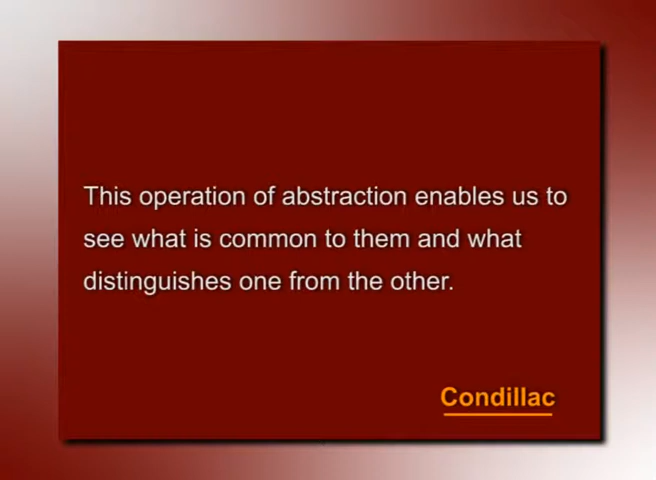 This operation of abstraction enables us to
see what is common to them and what
distinguishes one from the other.
Condillac